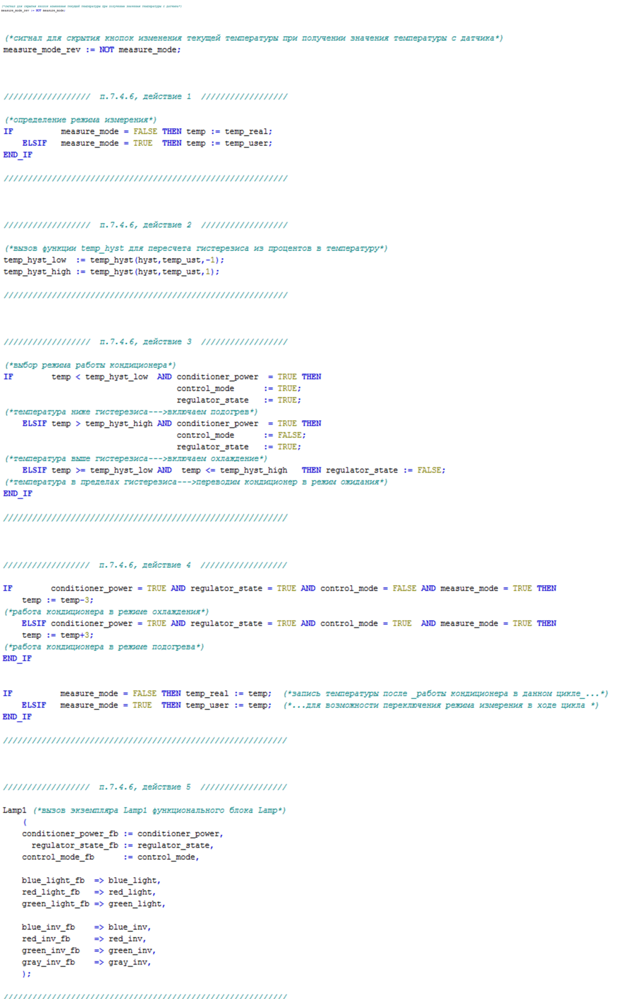 (*сигнал для скрытия кнопок изменения текущей температуры при получении значения температуры с датчика*)
measure_mode_rev := NOT measure_mode;
(*сигнал для скрытия кнопок изменения текущей температуры при получении значения температуры с датчика*)
measure_mode_rev := NOT measure_mode;
////////////////// п.7.4.6, действие 1 //////////////////
(*определение режима измерения*)
IF measure_mode = FALSE THEN temp := temp_real;
ELSIF measure_mode = TRUE THEN temp := temp_user;
END_IF
///////////////////////////////////////////////////////////
////////////////// п.7.4.6, действие 2 //////////////////
(*вызов функции temp_hyst для пересчета гистерезиса из процентов в температуру*)
temp_hyst_low := temp_hyst(hyst,temp_ust,-1);
temp_hyst_high := temp_hyst(hyst,temp_ust,1);
///////////////////////////////////////////////////////////
////////////////// п.7.4.6, действие 3 //////////////////
(*выбор режима работы кондиционера*)
IF temp < temp_hyst_low AND conditioner_power = TRUE THEN
control_mode := TRUE;
regulator_state := TRUE;
(*температура ниже гистерезиса--->включаем подогрев*)
ELSIF temp > temp_hyst_high AND conditioner_power = TRUE THEN
control_mode := FALSE;
regulator_state := TRUE;
(*температура выше гистерезиса--->включаем охлаждение*)
ELSIF temp >= temp_hyst_low AND temp <= temp_hyst_high THEN regulator_state := FALSE;
(*температура в пределах гистерезиса--->переводим кондиционер в режим ожидания*)
END_IF
///////////////////////////////////////////////////////////
////////////////// п.7.4.6, действие 4 //////////////////
IF conditioner_power = TRUE AND regulator_state = TRUE AND control_mode = FALSE AND measure_mode = TRUE THEN
temp := temp-3;
(*работа кондиционера в режиме охлаждения*)
ELSIF conditioner_power = TRUE AND regulator_state = TRUE AND control_mode = TRUE AND measure_mode = TRUE THEN
temp := temp+3;
(*работа кондиционера в режиме подогрева*)
END_IF
IF measure_mode = FALSE THEN temp_real := temp; (*запись температуры после _работы кондиционера в данном цикле_...*)
ELSIF measure_mode = TRUE THEN temp_user := temp; (*...для возможности переключения режима измерения в ходе цикла *)
END_IF
///////////////////////////////////////////////////////////
////////////////// п.7.4.6, действие 5 //////////////////
Lamp1 (*вызов экземпляра Lamp1 функционального блока Lamp*)
(
conditioner_power_fb := conditioner_power,
regulator_state_fb := regulator_state,
control_mode_fb := control_mode,
blue_light_fb => blue_light,
red_light_fb => red_light,
green_light_fb => green_light,
blue_inv_fb => blue_inv,
red_inv_fb => red_inv,
green_inv_fb => green_inv,
gray_inv_fb => gray_inv,
);
///////////////////////////////////////////////////////////